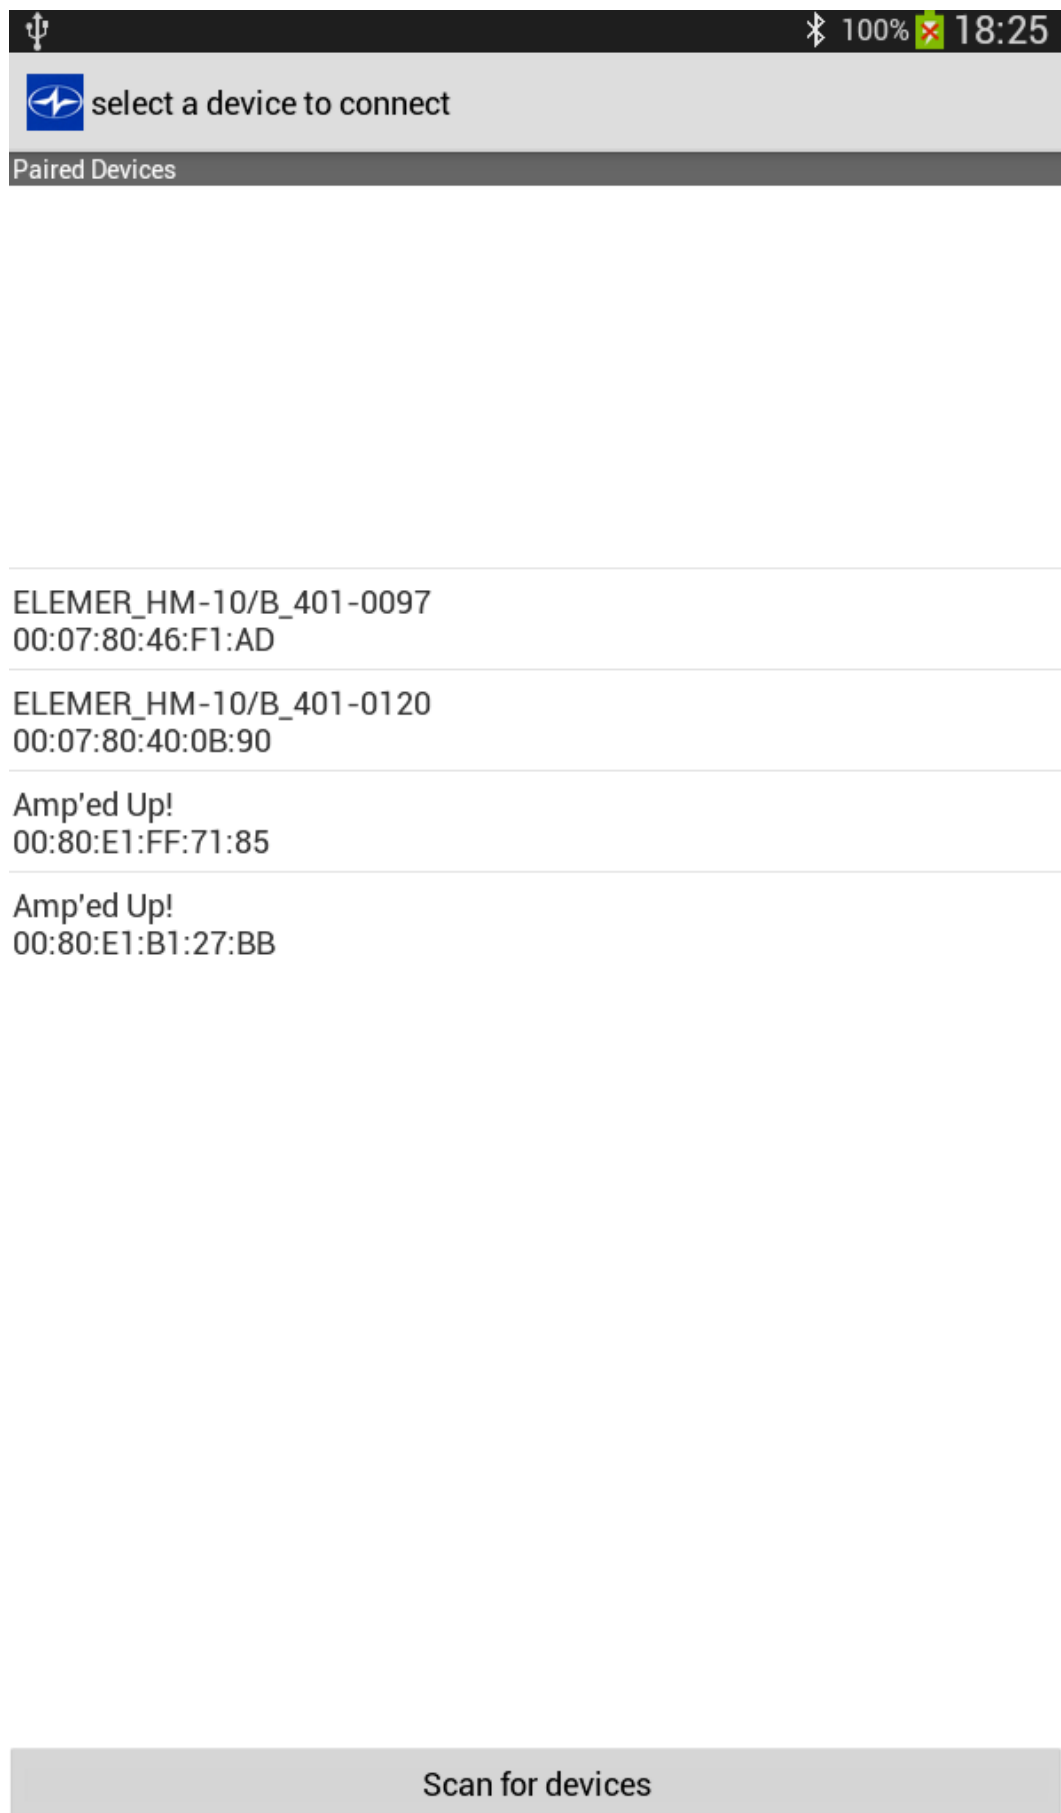 100% 18:25
select a device to connect
Paired Devices
ELEMER_HM-10/B_401-0097
00:07:80:46:F1:AD
ELEMER_HM-10/B_401-0120
00:07:80:40:0B:90
Amp'ed Up!
00:80:E1:FF:71:85
Amp'ed Up!
00:80:E1:B1:27:BB
Scan for devices